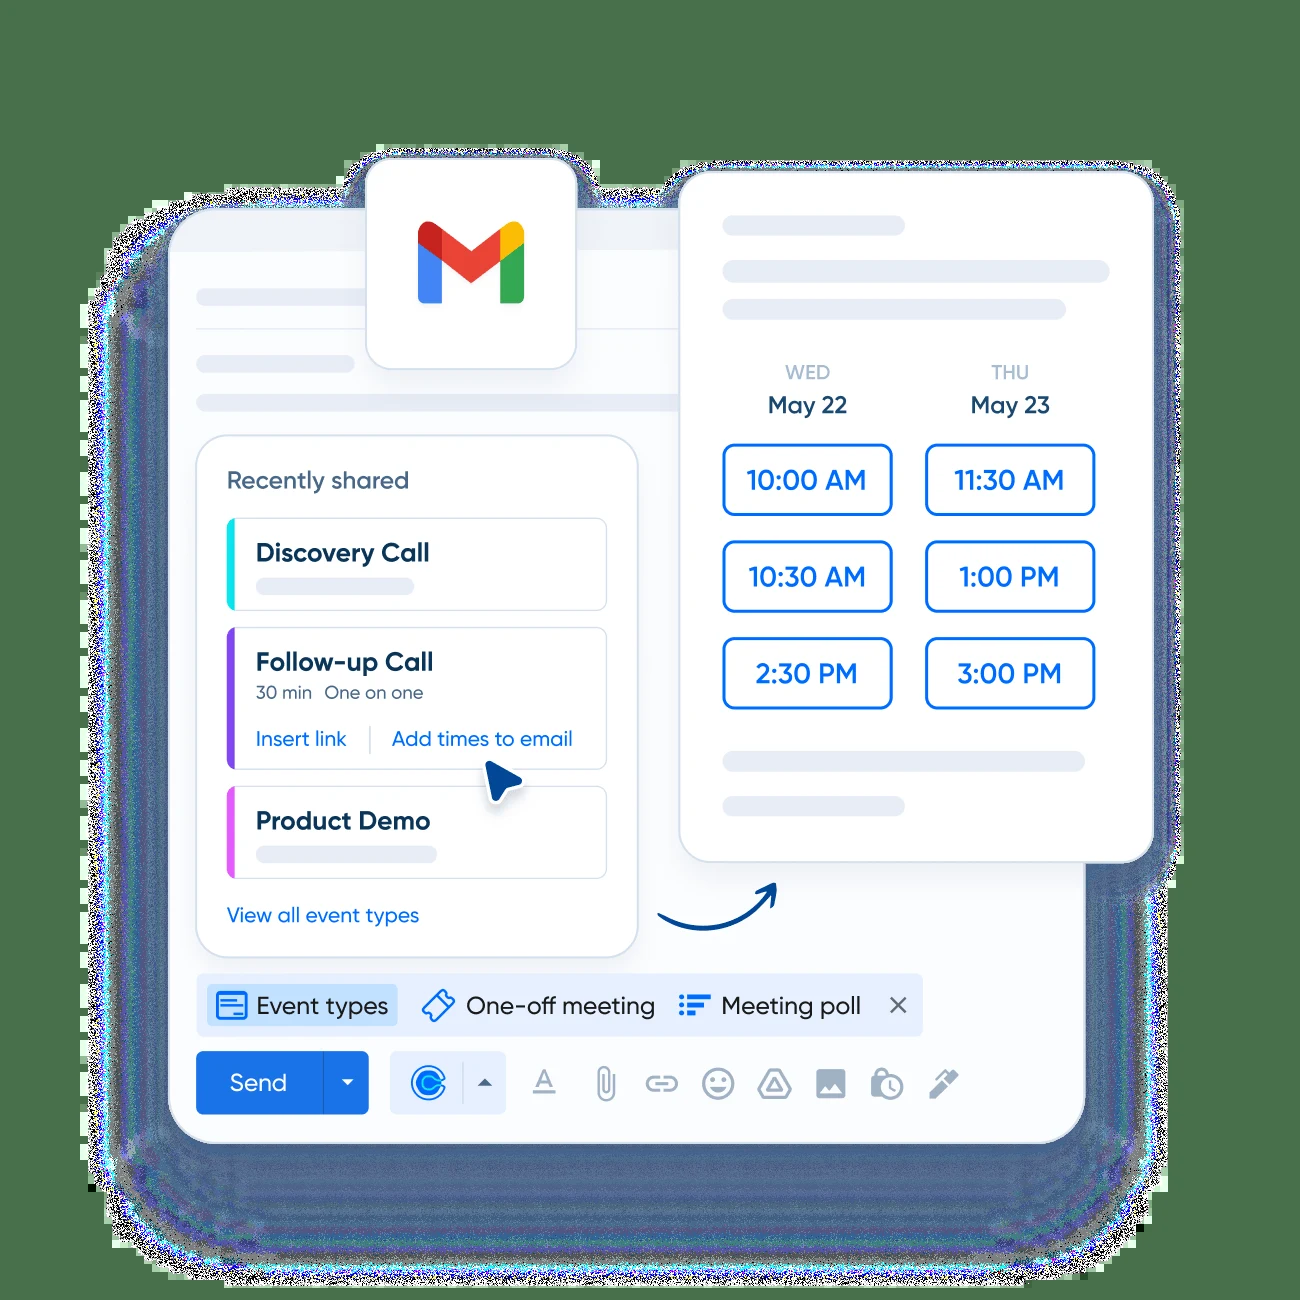 WED
May 22
THU
May 23
10:00 AM
11:30 AM
10:30 AM
1:00 PM
2:30 PM
3:00 PM
Recently shared
Discovery Call
Follow-up Call
30 min One on one
Insert link
Add times to email
Product Demo
View all event types
Event types
One-off meeting
Meeting poll
Send